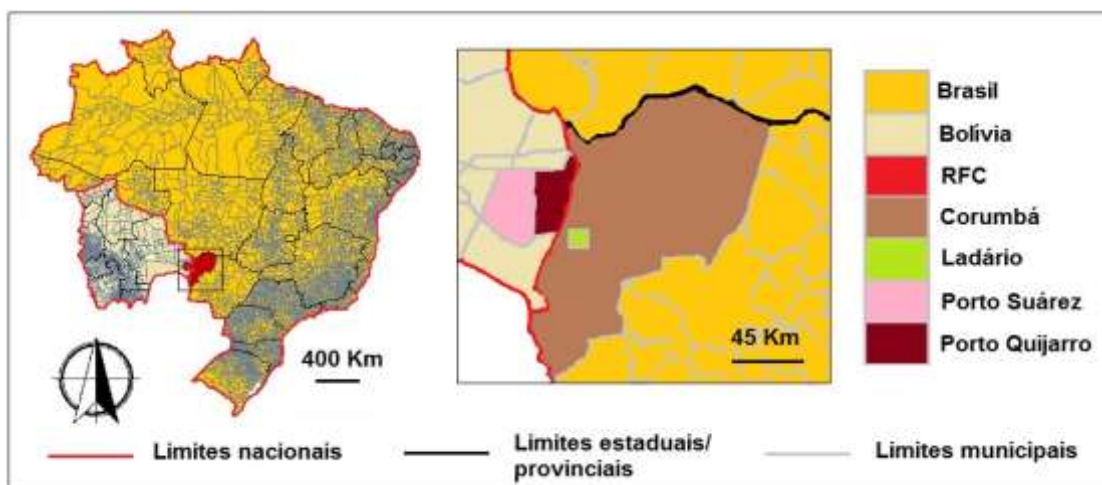 400 Km
45 Km
Brasil
Bolívia
RFC
Corumbá
Ladário
Porto Suárez
Porto Quijarro
Limites nacionais
Limites estaduais/
provinciais
Limites municipais